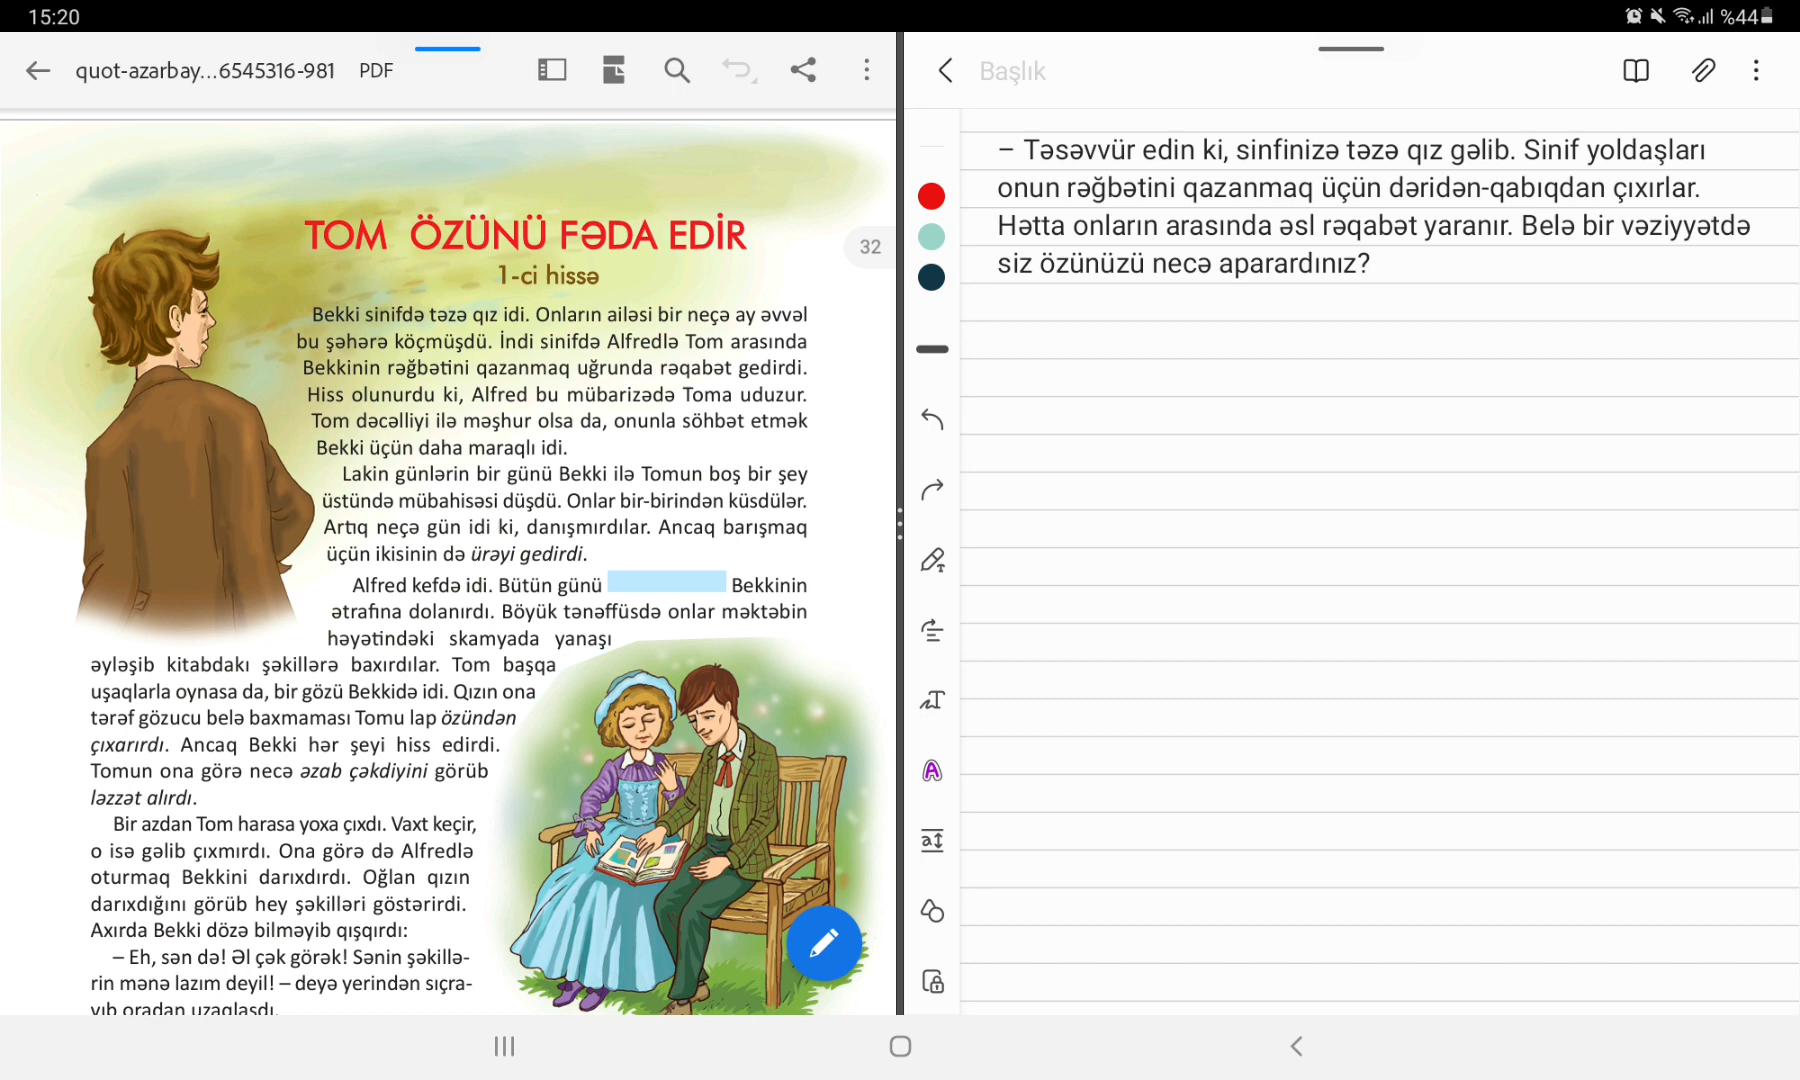 15:20
%44
quot-azarbay...6545316-981 PDF
Başlık
TOM ÖZÜNÜ FƏDA EDİR
32
1-ci hissə
Bekki sinifdə təzə qız idi. Onların ailəsi bir neçə ay əvvəl
bu şəhərə köçmüşdü. İndi sinifdə Alfredlə Tom arasında
Bekkinin rəğbətini qazanmaq uğrunda rəqabət gedirdi.
Hiss olunurdu ki, Alfred bu mübarizədə Toma uduzur.
Tom dəcəlliyi ilə məşhur olsa da, onunla söhbət etmək
Bekki üçün daha maraqlı idi.
Lakin günlərin bir günü Bekki ilə Tomun boş bir şey
üstündə mübahisəsi düşdü. Onlar bir-birindən küsdülər.
Artıq neçə gün idi ki, danışmırdılar. Ancaq barışmaq
üçün ikisinin də ürəyi gedirdi.
Alfred kefdə idi. Bütün günü Bekkinin
ətrafına dolanırdı. Böyük tənəffüsdə onlar məktəbin
həyətindəki skamyada yanaşı
əyləşib kitabdakı şəkillərə baxırdılar. Tom başqa
uşaqlarla oynasa da, bir gözü Bekkidə idi. Qızın ona
tərəf gözucu belə baxmaması Tomu lap özündən
çıxarırdı. Ancaq Bekki hər şeyi hiss edirdi.
Tomun ona görə necə əzab çəkdiyini görüb
ləzzət alırdı.
Bir azdan Tom harasa yoxa çıxdı. Vaxt keçir,
o isə gəlib çıxmırdı. Ona görə də Alfredlə
oturmaq Bekkini darıxdırdı. Oğlan qızın
darıxdığını görüb hey şəkilləri göstərirdi.
Axırda Bekki dözə bilməyib qışqırdı:
– Eh, sən də! Əl çək görək! Sənin şəkillə-
rin mənə lazım deyil! – deyə yerindən sıçra-
yıb oradan uzaqlaşdı.
– Təsəvvür edin ki, sinfinizə təzə qız gəlib. Sinif yoldaşları
onun rəğbətini qazanmaq üçün dəridən-qabıqdan çıxırlar.
Hətta onların arasında əsl rəqabət yaranır. Belə bir vəziyyətdə
siz özünüzü necə aparardınız?